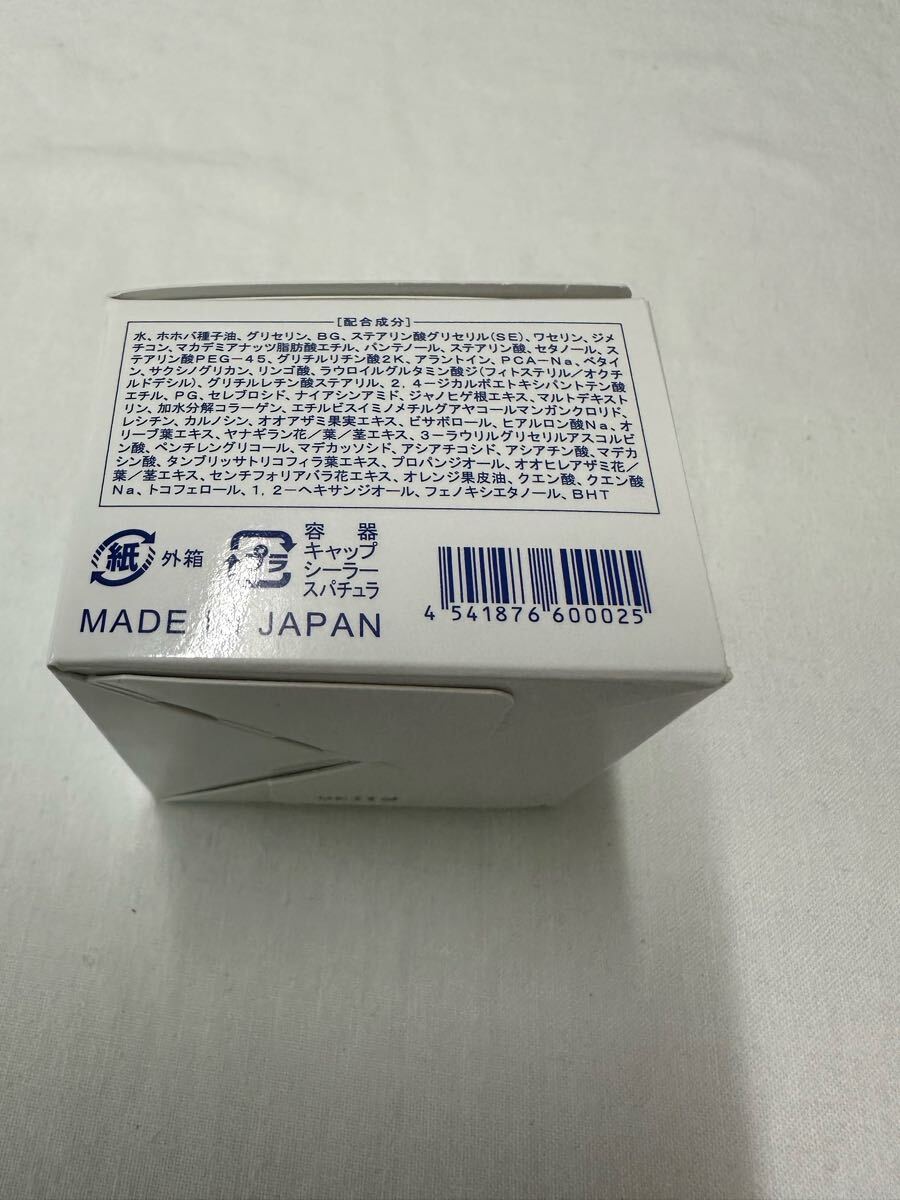 [配合成分]
水、ホホバ種子油、グリセリン、BG、ステアリン酸グリセリル(SE)、ワセリン、ジメ
チコン、マカデミアナッツ脂肪酸エチル、パンテノール、ステアリン酸、セタノール、ス
テアリン酸PEG-45、グリチルリチン酸2K、アラントイン、PCA-Na、ベタイ
ン、サクシノグリカン、リンゴ酸、ラウロイルグルタミン酸ジ(フィトステリル/オクチ
ルドデシル)、グリチルレチン酸ステアリル、2,4-ジカルボエトキシパントテン酸
エチル、PG、セレブロシド、ナイアシンアミド、ジャノヒゲ根エキス、マルトデキスト
リン、加水分解コラーゲン、エチルビスイミノメチルグアヤコールマンガンクロリド、
レシチン、カルノシン、オオアザミ果実エキス、ビサボロール、ヒアルロン酸Na、オ
リーブ葉エキス、ヤナギラン花/葉/茎エキス、3-ラウリルグリセリルアスコルビ
ン酸、ペンチレングリコール、マデカッソシド、アシアチコシド、アシアチン酸、マデカ
シン酸、タンブリッサトリコフィラ葉エキス、プロパンジオール、オオヒレアザミ花/
葉/茎エキス、センチフォリアバラ花エキス、オレンジ果皮油、クエン酸、クエン酸
Na、トコフェロール、1,2-ヘキサンジオール、フェノキシエタノール、BHT
紙 外箱
プラ 容器
キャップ
シーラー
スパチュラ
MADE IN JAPAN
4 541876 600025